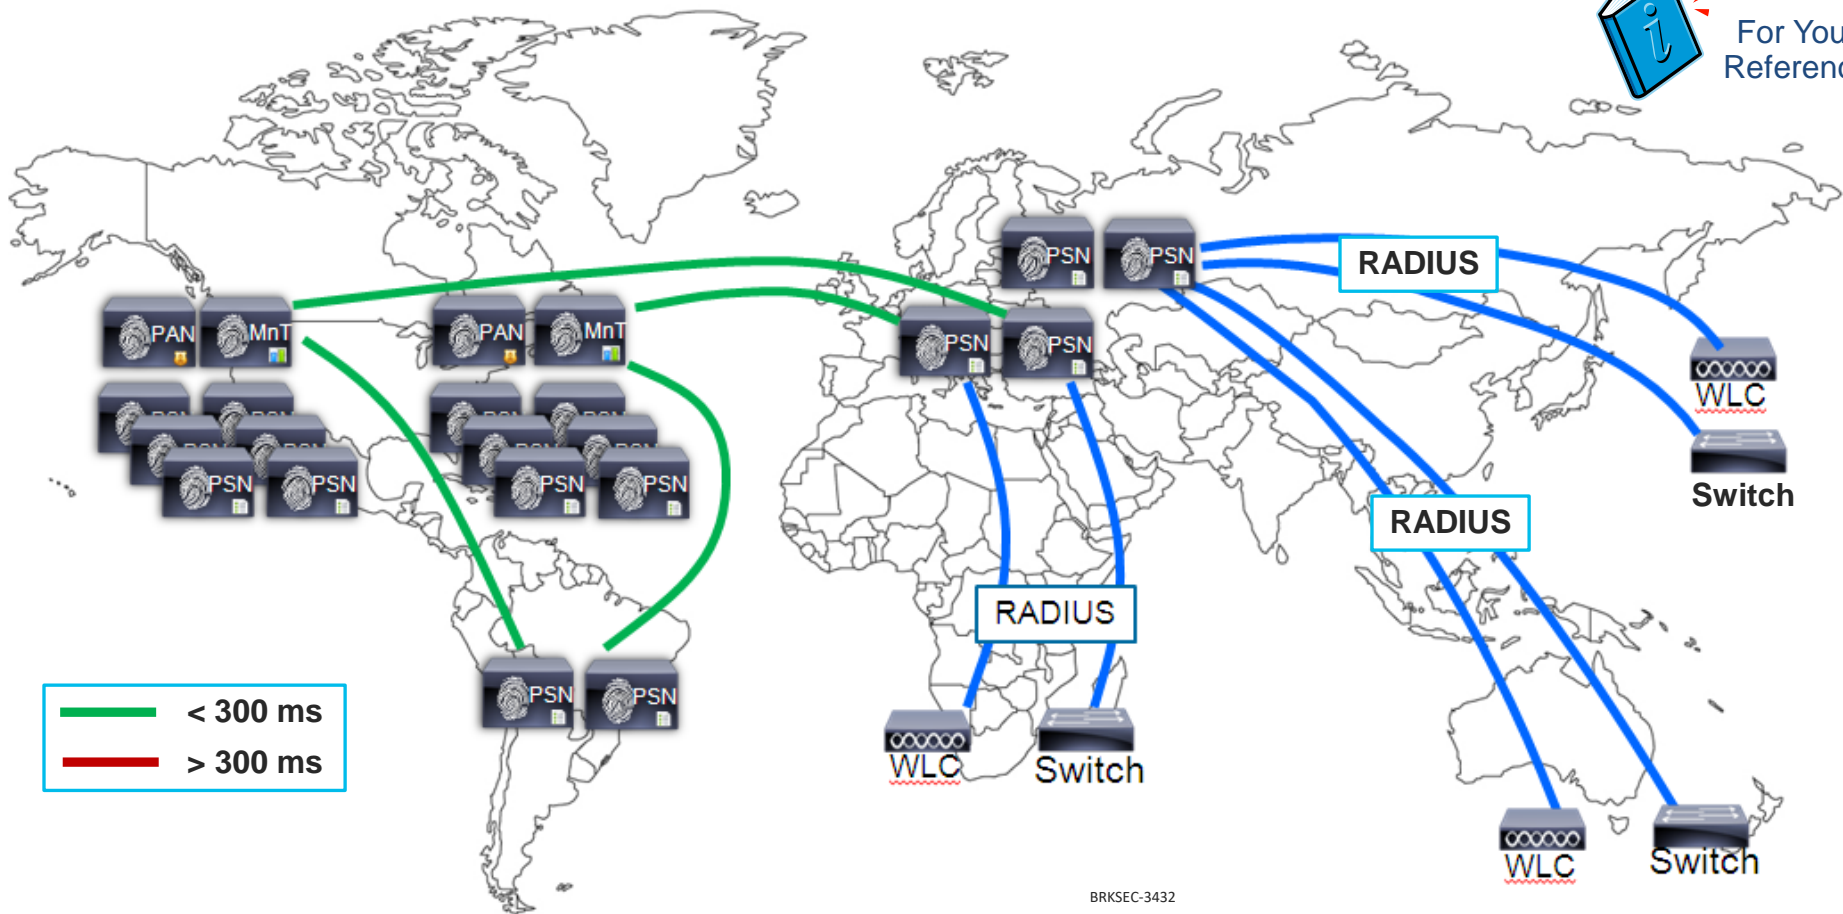 For You
Referenc
PSN
PSN
RADIUS
PAN
MnT
PAN
MnT
PSN
PSN
WLC
Switch
PSN
PSN
PSN
PSN
RADIUS
RADIUS
PSN
PSN
< 300 ms
> 300 ms
WLC
Switch
WLC
Switch
BRKSEC-3432